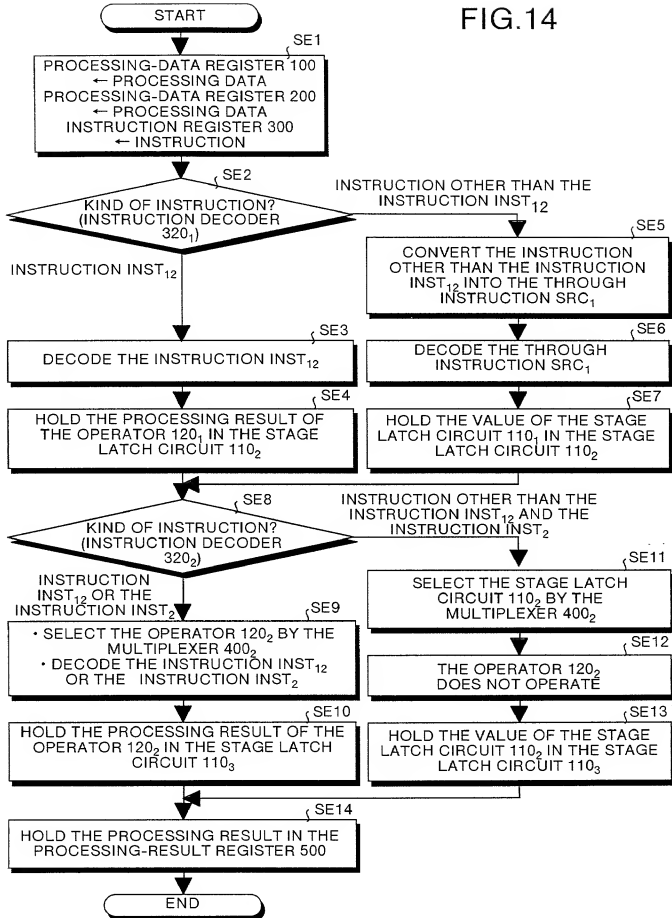 FIG.14
START
SE1
PROCESSING-DATA REGISTER 100
← PROCESSING DATA
PROCESSING-DATA REGISTER 200
← PROCESSING DATA
INSTRUCTION REGISTER 300
← INSTRUCTION
SE2
KIND OF INSTRUCTION?
(INSTRUCTION DECODER
320₁)
INSTRUCTION OTHER THAN THE
INSTRUCTION INST₁₂
INSTRUCTION INST₁₂
SE5
CONVERT THE INSTRUCTION
OTHER THAN THE INSTRUCTION
INST₁₂ INTO THE THROUGH
INSTRUCTION SRC₁
SE3
DECODE THE INSTRUCTION INST₁₂
SE6
DECODE THE THROUGH
INSTRUCTION SRC₁
SE4
HOLD THE PROCESSING RESULT OF
THE OPERATOR 120₁ IN THE STAGE
LATCH CIRCUIT 110₂
SE7
HOLD THE VALUE OF THE STAGE
LATCH CIRCUIT 110₁ IN THE STAGE
LATCH CIRCUIT 110₂
SE8
KIND OF INSTRUCTION?
(INSTRUCTION DECODER
320₂)
INSTRUCTION OTHER THAN THE
INSTRUCTION INST₁₂ AND THE
INSTRUCTION INST₂
INSTRUCTION
INST₁₂ OR THE
INSTRUCTION INST₂
SE11
SELECT THE STAGE LATCH
CIRCUIT 110₂ BY THE
MULTIPLEXER 400₂
SE9
・SELECT THE OPERATOR 120₂ BY THE
MULTIPLEXER 400₂
・DECODE THE INSTRUCTION INST₁₂
OR THE INSTRUCTION INST₂
SE12
THE OPERATOR 120₂
DOES NOT OPERATE
SE10
HOLD THE PROCESSING RESULT OF THE
OPERATOR 120₂ IN THE STAGE LATCH
CIRCUIT 110₃
SE13
HOLD THE VALUE OF THE STAGE
LATCH CIRCUIT 110₂ IN THE STAGE
LATCH CIRCUIT 110₃
SE14
HOLD THE PROCESSING RESULT IN THE
PROCESSING-RESULT REGISTER 500
END